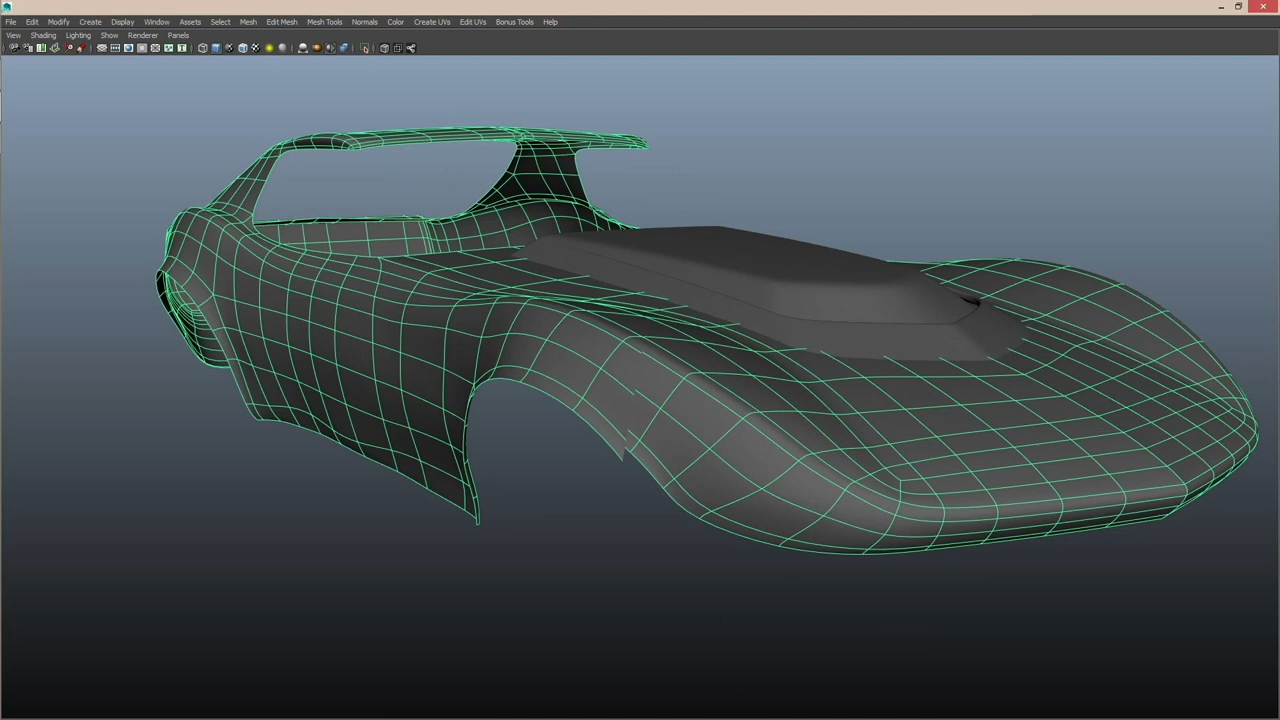 File Edit Modify Create Display Window Assets Select Mesh Edit Mesh Mesh Tools Normals Color Create UVs Edit UVs Bonus Tools Help
View Shading Lighting Show Renderer Panels